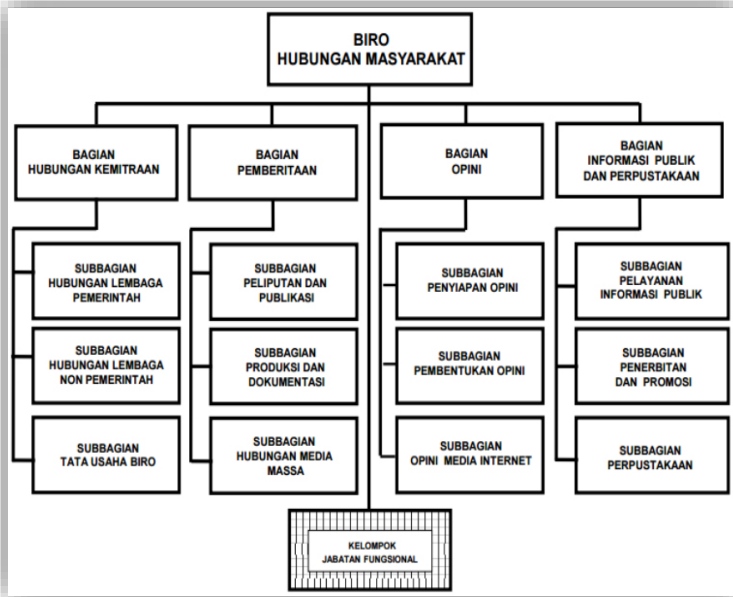 BIRO
HUBUNGAN MASYARAKAT
BAGIAN
HUBUNGAN KEMITRAAN
BAGIAN
PEMBERITAAN
BAGIAN
OPINI
BAGIAN
INFORMASI PUBLIK
DAN PERPUSTAKAAN
SUBBAGIAN
HUBUNGAN LEMBAGA
PEMERINTAH
SUBBAGIAN
PELIPUTAN DAN
PUBLIKASI
SUBBAGIAN
PENYIAPAN OPINI
SUBBAGIAN
PELAYANAN
INFORMASI PUBLIK
SUBBAGIAN
HUBUNGAN LEMBAGA
NON PEMERINTAH
SUBBAGIAN
PRODUKSI DAN
DOKUMENTASI
SUBBAGIAN
PEMBENTUKAN OPINI
SUBBAGIAN
PENERBITAN
DAN PROMOSI
SUBBAGIAN
TATA USAHA BIRO
SUBBAGIAN
HUBUNGAN MEDIA
MASSA
SUBBAGIAN
OPINI MEDIA INTERNET
SUBBAGIAN
PERPUSTAKAAN
KELOMPOK
JABATAN FUNGSIONAL